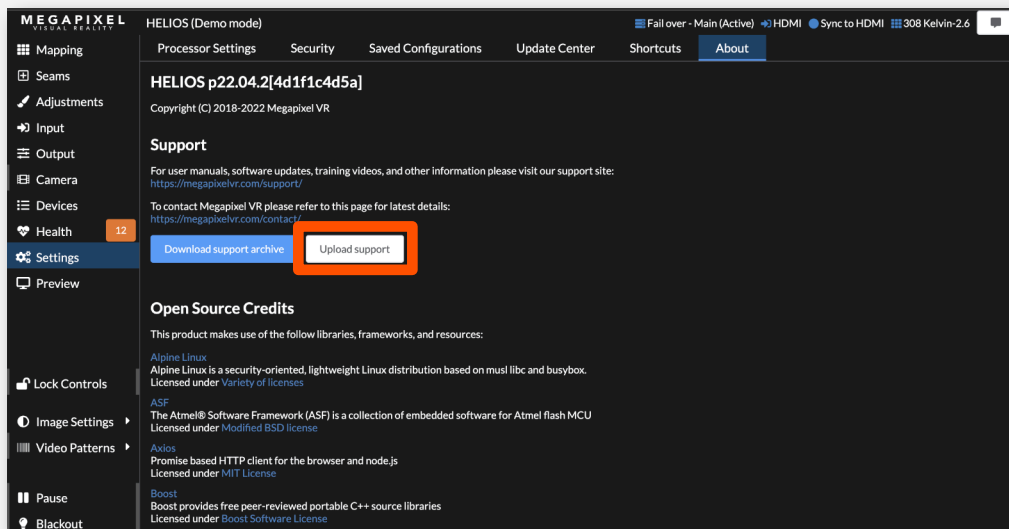 MEGAPIXEL
VISUAL REALITY
HELIOS (Demo mode)
Fail over - Main (Active)
HDMI
Sync to HDMI
308 Kelvin-2.6
Mapping
Seams
Adjustments
Input
Output
Camera
Devices
Health
12
Settings
Preview
Lock Controls
Image Settings
Video Patterns
Pause
Blackout
Processor Settings
Security
Saved Configurations
Update Center
Shortcuts
About
HELIOS p22.04.2[4d1f1c4d5a]
Copyright (C) 2018-2022 Megapixel VR
Support
For user manuals, software updates, training videos, and other information please visit our support site:
https://megapixelvr.com/support/
To contact Megapixel VR please refer to this page for latest details:
https://megapixelvr.com/contact/
Download support archive
Upload support
Open Source Credits
This product makes use of the follow libraries, frameworks, and resources:
Alpine Linux
Alpine Linux is a security-oriented, lightweight Linux distribution based on musl libc and busybox.
Licensed under Variety of licenses
ASF
The Atmel® Software Framework (ASF) is a collection of embedded software for Atmel flash MCU
Licensed under Modified BSD license
Axios
Promise based HTTP client for the browser and node.js
Licensed under MIT License
Boost
Boost provides free peer-reviewed portable C++ source libraries
Licensed under Boost Software License